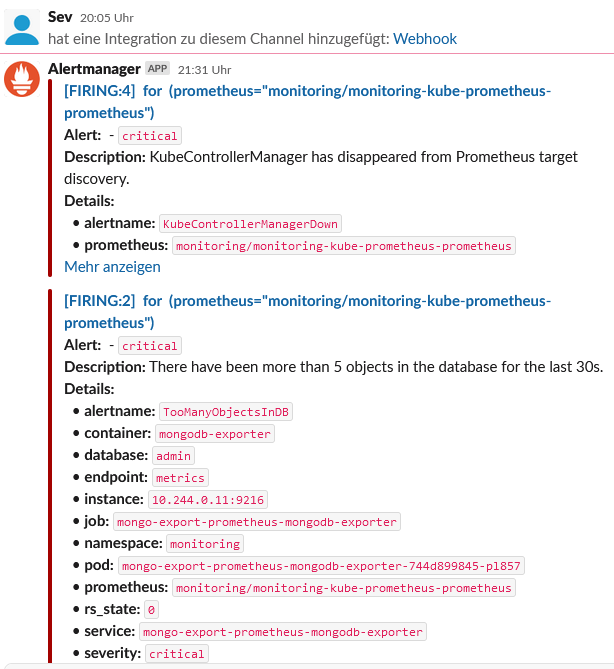 Sev 20:05 Uhr
hat eine Integration zu diesem Channel hinzugefügt: Webhook
Alertmanager APP 21:31 Uhr
[FIRING:4] for (prometheus="monitoring/monitoring-kube-prometheus-
prometheus")
Alert: - critical
Description: KubeControllerManager has disappeared from Prometheus target
discovery.
Details:
• alertname: KubeControllerManagerDown
• prometheus: monitoring/monitoring-kube-prometheus-prometheus
Mehr anzeigen
[FIRING:2] for (prometheus="monitoring/monitoring-kube-prometheus-
prometheus")
Alert: - critical
Description: There have been more than 5 objects in the database for the last 30s.
Details:
• alertname: TooManyObjectsInDB
• container: mongodb-exporter
• database: admin
• endpoint: metrics
• instance: 10.244.0.11:9216
• job: mongo-export-prometheus-mongodb-exporter
• namespace: monitoring
• pod: mongo-export-prometheus-mongodb-exporter-744d899845-pl857
• prometheus: monitoring/monitoring-kube-prometheus-prometheus
• rs_state: 0
• service: mongo-export-prometheus-mongodb-exporter
• severity: critical